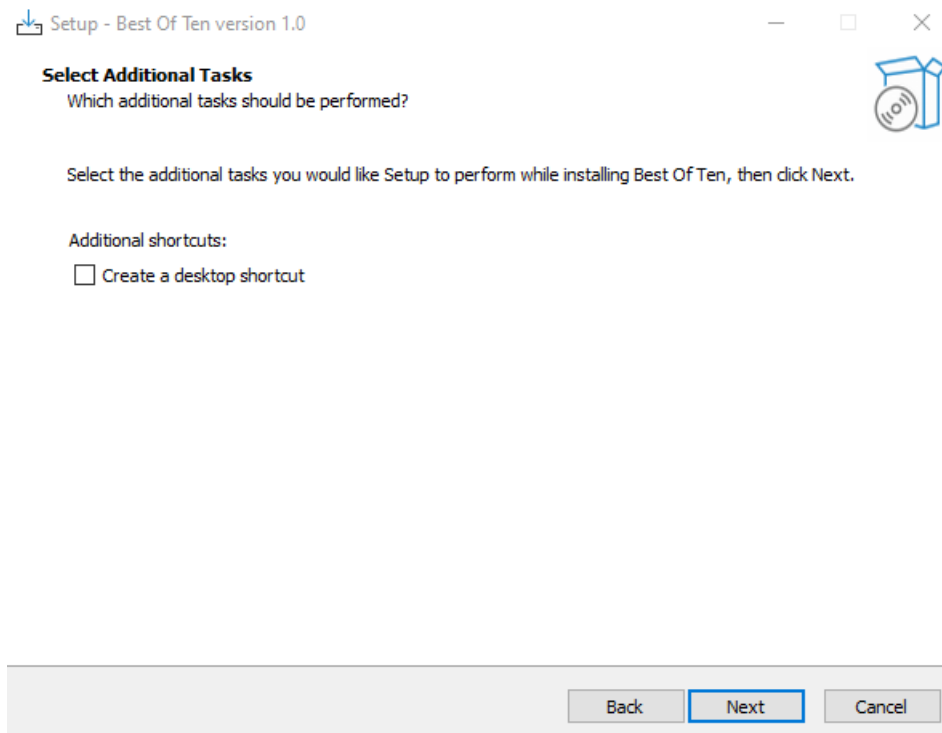 Setup - Best Of Ten version 1.0
Select Additional Tasks
Which additional tasks should be performed?
Select the additional tasks you would like Setup to perform while installing Best Of Ten, then click Next.
Additional shortcuts:
Create a desktop shortcut
Back
Next
Cancel